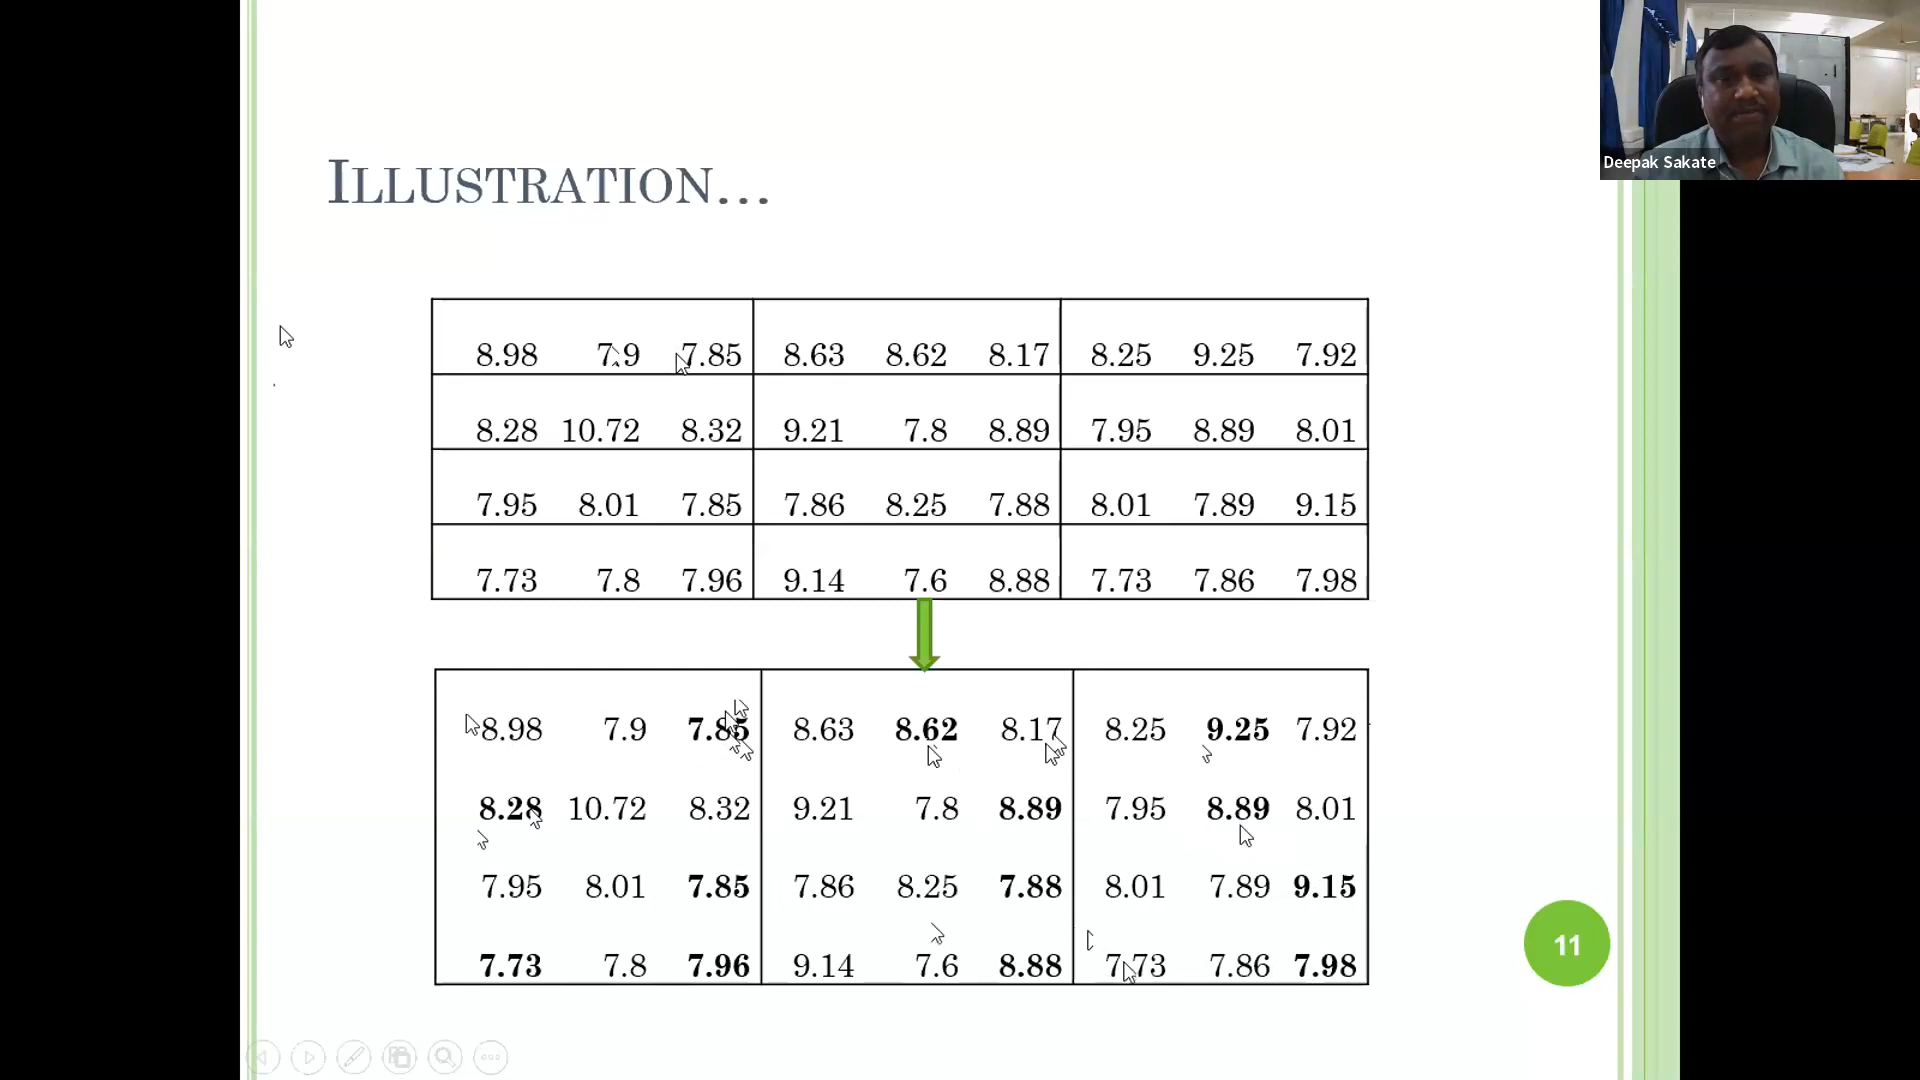 Deepak Sakate
ILLUSTRATION...
8.98 7.9 7.85 8.63 8.62 8.17 8.25 9.25 7.92
8.28 10.72 8.32 9.21 7.8 8.89 7.95 8.89 8.01
7.95 8.01 7.85 7.86 8.25 7.88 8.01 7.89 9.15
7.73 7.8 7.96 9.14 7.6 8.88 7.73 7.86 7.98
8.98 7.9 7.85 8.63 8.62 8.17 8.25 9.25 7.92
8.28 10.72 8.32 9.21 7.8 8.89 7.95 8.89 8.01
7.95 8.01 7.85 7.86 8.25 7.88 8.01 7.89 9.15
7.73 7.8 7.96 9.14 7.6 8.88 7.73 7.86 7.98
11